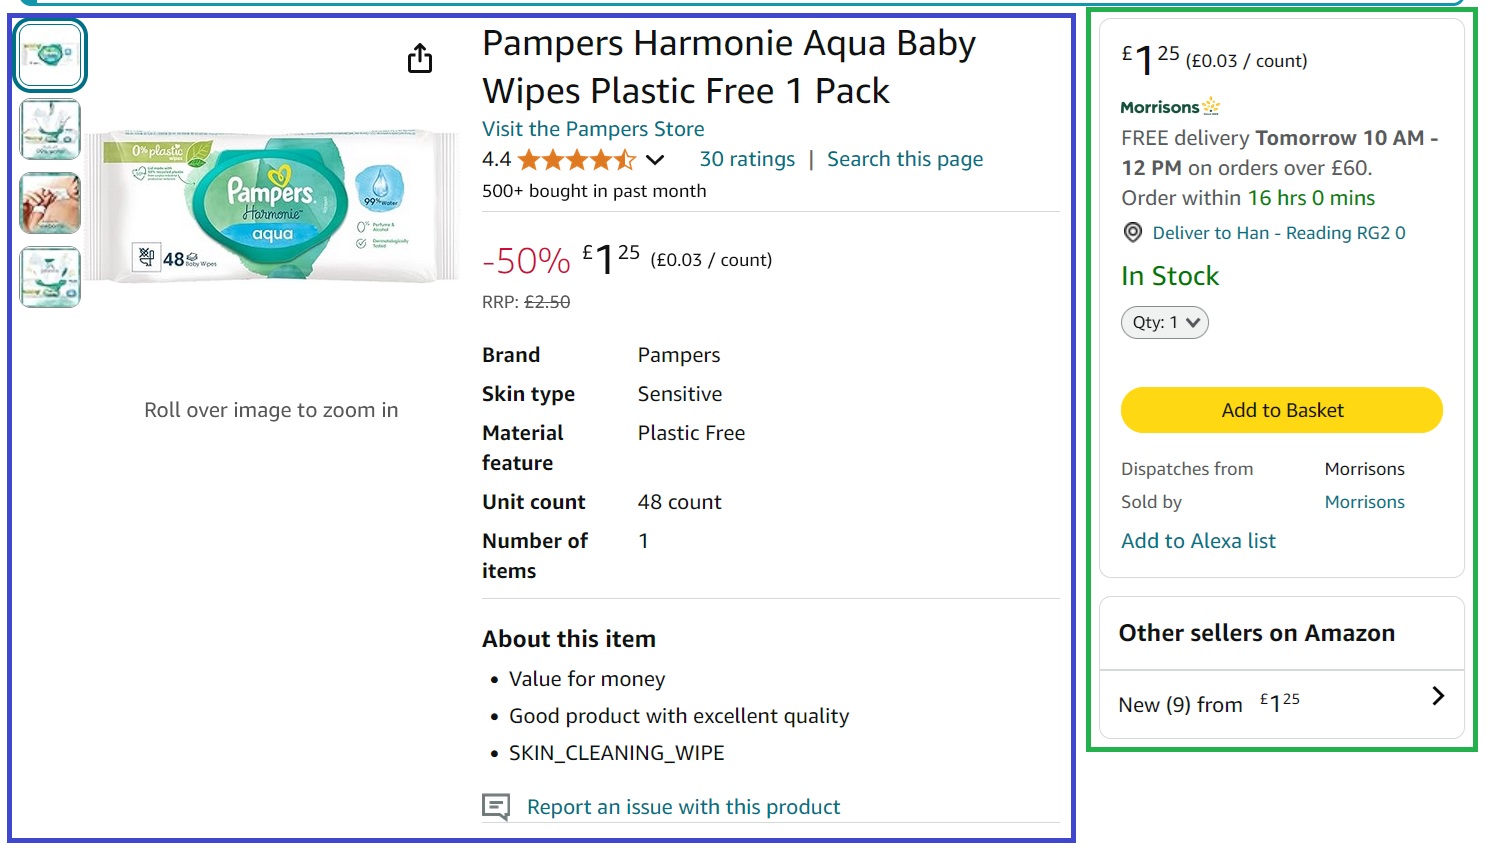 0% plastic
wipes
Pampers.
Harmonie
aqua
99% Water
0% Perfume &
Alcohol
Dermatologically
Tested
48 Baby Wipes
Roll over image to zoom in
Pampers Harmonie Aqua Baby
Wipes Plastic Free 1 Pack
Visit the Pampers Store
4.4 30 ratings | Search this page
500+ bought in past month
-50% £1 25 (£0.03 / count)
RRP: £2.50
Brand Pampers
Skin type Sensitive
Material Plastic Free
feature
Unit count 48 count
Number of 1
items
About this item
• Value for money
• Good product with excellent quality
• SKIN_CLEANING_WIPE
Report an issue with this product
£1 25 (£0.03 / count)
Morrisons
FREE delivery Tomorrow 10 AM -
12 PM on orders over £60.
Order within 16 hrs 0 mins
Deliver to Han - Reading RG2 0
In Stock
Qty: 1
Add to Basket
Dispatches from Morrisons
Sold by Morrisons
Add to Alexa list
Other sellers on Amazon
New (9) from £1 25